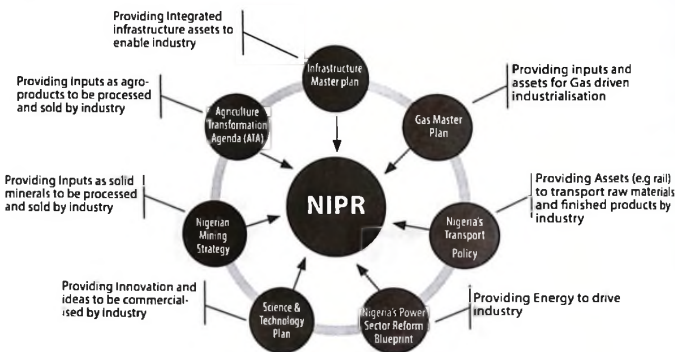 Providing Integrated
infrastructure assets to
enable industry
Infrastructure
Master plan
Providing inputs and
assets for Gas driven
industrialisation
Gas Master
Plan
Providing Inputs as agro-
products to be processed
and sold by industry
Agriculture
Transformation
Agenda (ATA)
Providing Assets (e.g rail)
to transport raw materials
and finished products by
industry
Nigeria's
Transport
Policy
NIPR
Providing Inputs as solid
minerals to be processed
and sold by industry
Nigerian
Mining
Strategy
Providing Energy to drive
industry
Nigeria's Power
Sector Reform
Blueprint
Providing Innovation and
ideas to be commercial-
ised by Industry
Science &
Technology
Plan